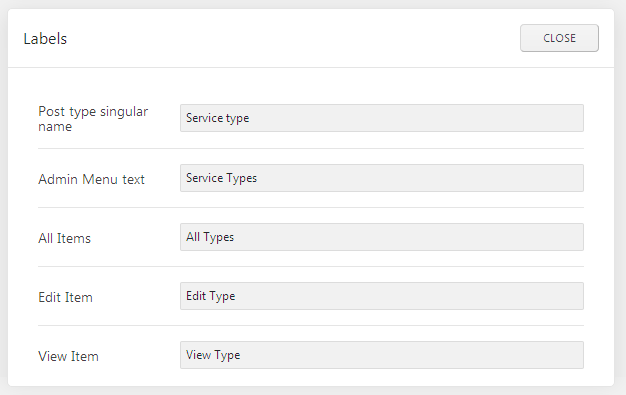 Labels
CLOSE
Post type singular
name
Service type
Admin Menu text
Service Types
All Items
All Types
Edit Item
Edit Type
View Item
View Type